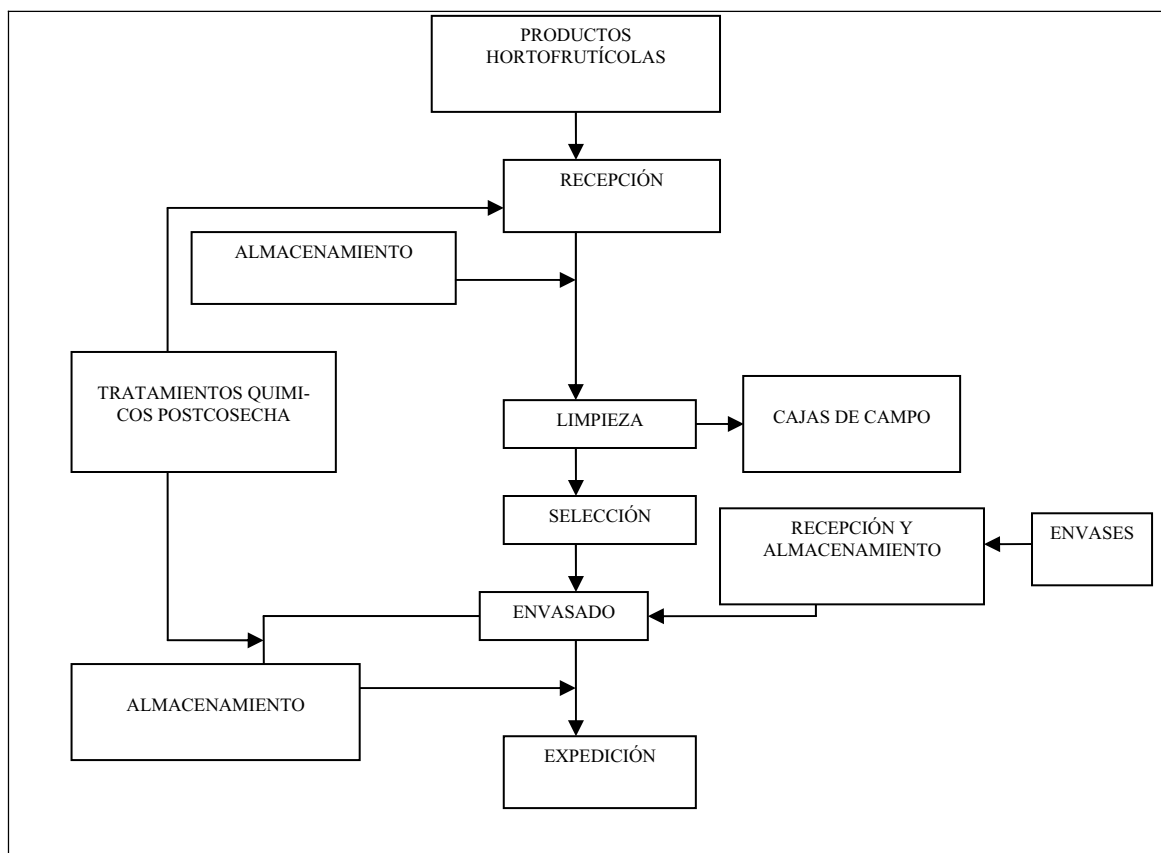 PRODUCTOS
HORTOFRUTÍCOLAS
RECEPCIÓN
ALMACENAMIENTO
TRATAMIENTOS QUIMI-
COS POSTCOSECHA
LIMPIEZA
CAJAS DE CAMPO
SELECCIÓN
RECEPCIÓN Y
ALMACENAMIENTO
ENVASES
ENVASADO
ALMACENAMIENTO
EXPEDICIÓN